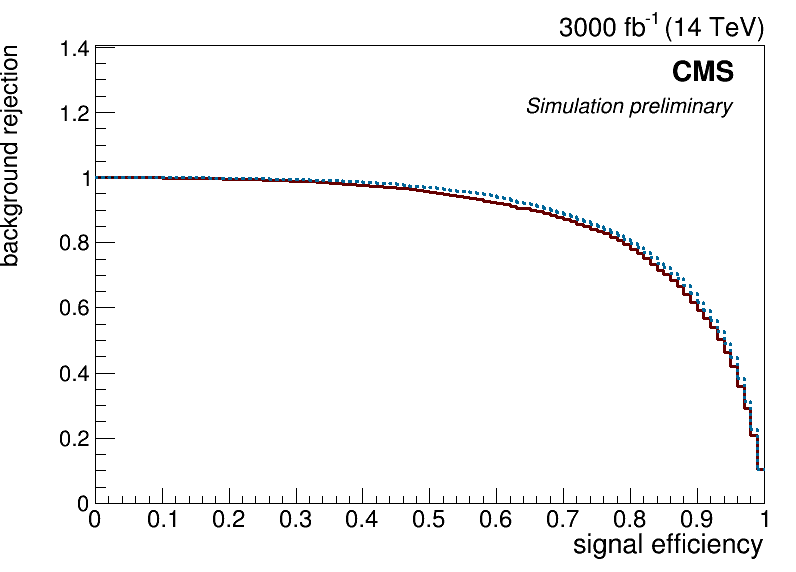 3000 fb-1 (14 TeV)
CMS
Simulation preliminary
background rejection
1.4
1.2
1
0.8
0.6
0.4
0.2
0
0 0.1 0.2 0.3 0.4 0.5 0.6 0.7 0.8 0.9 1
signal efficiency